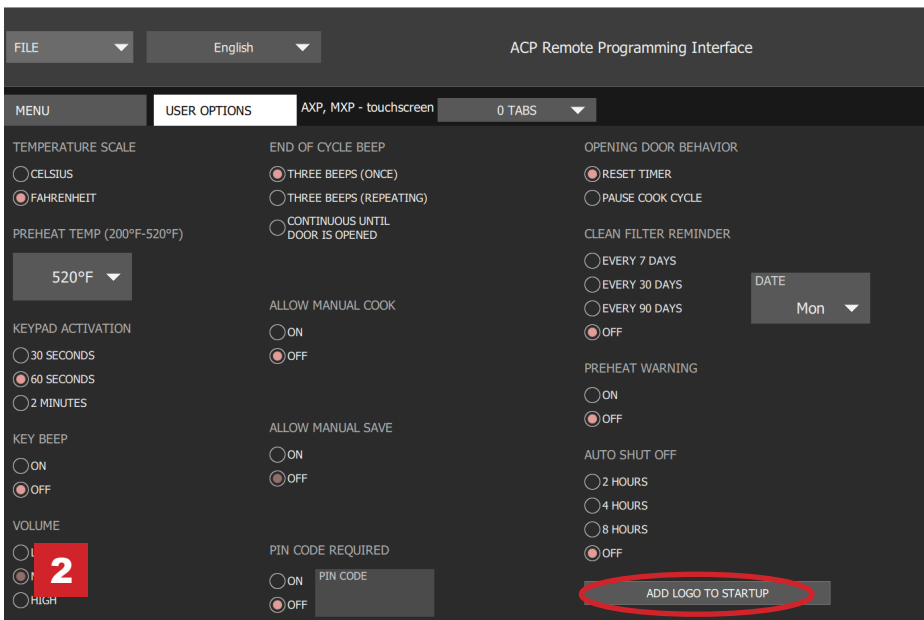 FILE
English
ACP Remote Programming Interface
MENU
USER OPTIONS
AXP, MXP - touchscreen
0 TABS
TEMPERATURE SCALE
CELSIUS
FAHRENHEIT
PREHEAT TEMP (200°F-520°F)
520°F
KEYPAD ACTIVATION
30 SECONDS
60 SECONDS
2 MINUTES
KEY BEEP
ON
OFF
VOLUME
2
HIGH
END OF CYCLE BEEP
THREE BEEPS (ONCE)
THREE BEEPS (REPEATING)
CONTINUOUS UNTIL
DOOR IS OPENED
ALLOW MANUAL COOK
ON
OFF
ALLOW MANUAL SAVE
ON
OFF
PIN CODE REQUIRED
ON
PIN CODE
OFF
OPENING DOOR BEHAVIOR
RESET TIMER
PAUSE COOK CYCLE
CLEAN FILTER REMINDER
EVERY 7 DAYS
EVERY 30 DAYS
EVERY 90 DAYS
OFF
DATE
Mon
PREHEAT WARNING
ON
OFF
AUTO SHUT OFF
2 HOURS
4 HOURS
8 HOURS
OFF
ADD LOGO TO STARTUP